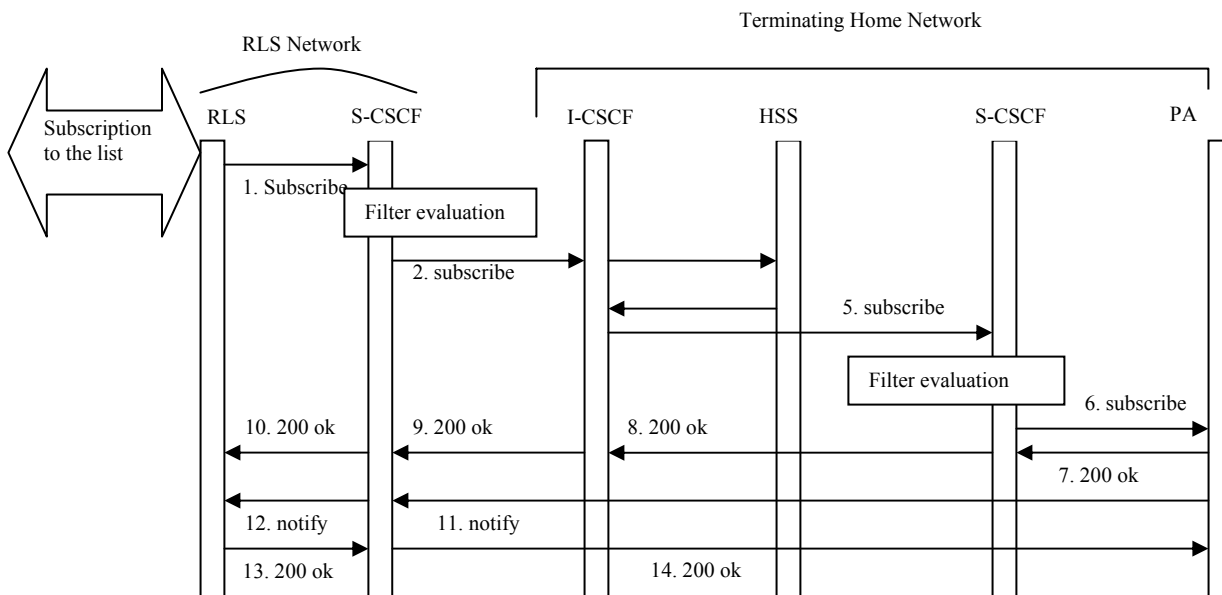 Terminating Home Network
RLS Network
Subscription
to the list
RLS
S-CSCF
I-CSCF
HSS
S-CSCF
PA
1. Subscribe
Filter evaluation
2. subscribe
5. subscribe
Filter evaluation
6. subscribe
10. 200 ok
9. 200 ok
8. 200 ok
7. 200 ok
12. notify
11. notify
13. 200 ok
14. 200 ok